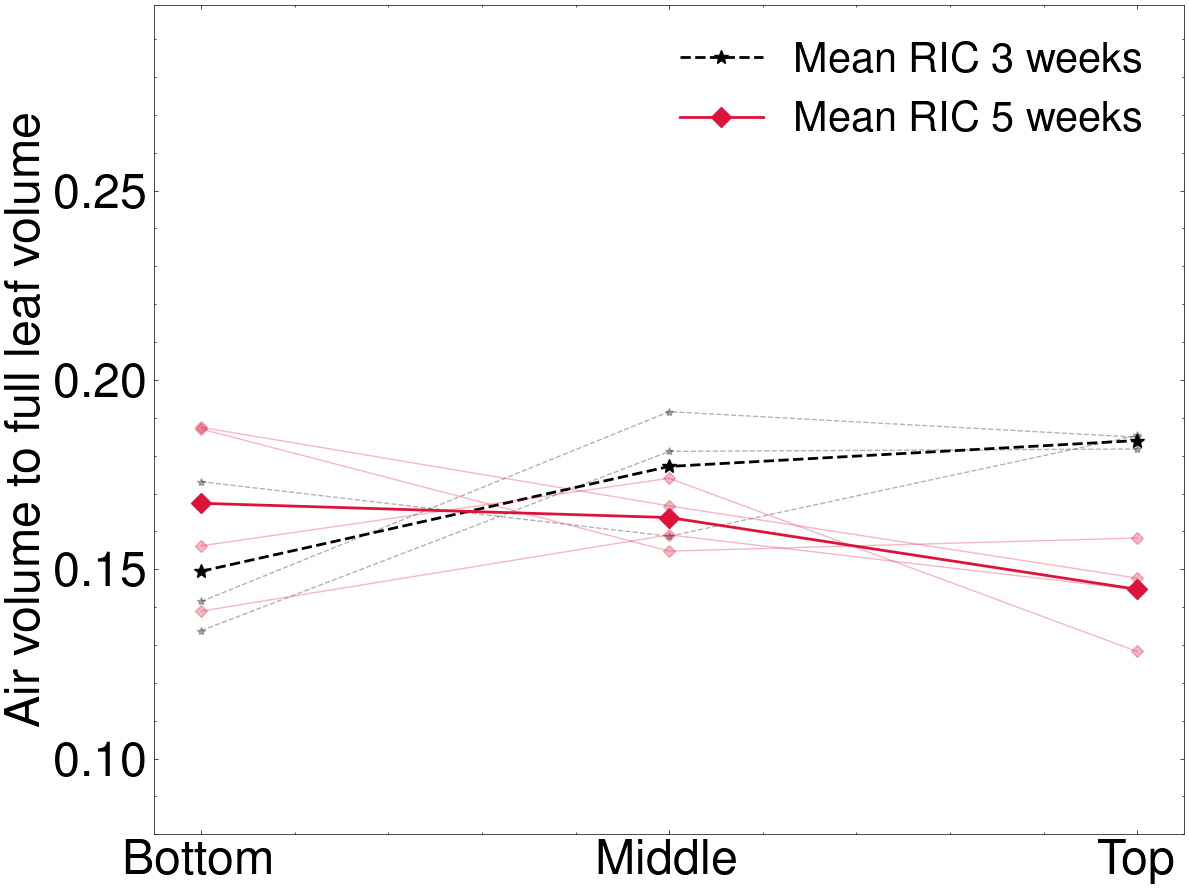 Mean RIC 3 weeks
Mean RIC 5 weeks
Air volume to full leaf volume
0.25
0.20
0.15
0.10
Bottom Middle Top